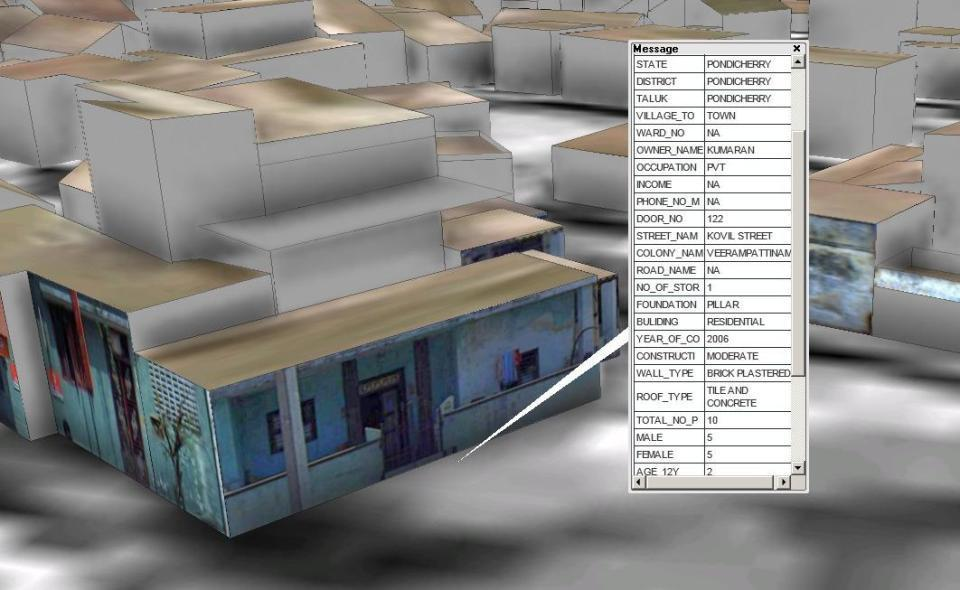 Message
STATE PONDICHERRY
DISTRICT PONDICHERRY
TALUK PONDICHERRY
VILLAGE_TO TOWN
WARD_NO NA
OWNER_NAME KUMARAN
OCCUPATION PVT
INCOME NA
PHONE_NO_M NA
DOOR_NO 122
STREET_NAM KOVIL STREET
COLONY_NAM VEERAMPATTINAM
ROAD_NAME NA
NO_OF_STOR 1
FOUNDATION PILLAR
BULIDING RESIDENTIAL
YEAR_OF_CO 2006
CONSTRUCTI MODERATE
WALL_TYPE BRICK PLASTERED
ROOF_TYPE TILE AND
CONCRETE
TOTAL_NO_P 10
MALE 5
FEMALE 5
AGE_12Y 2